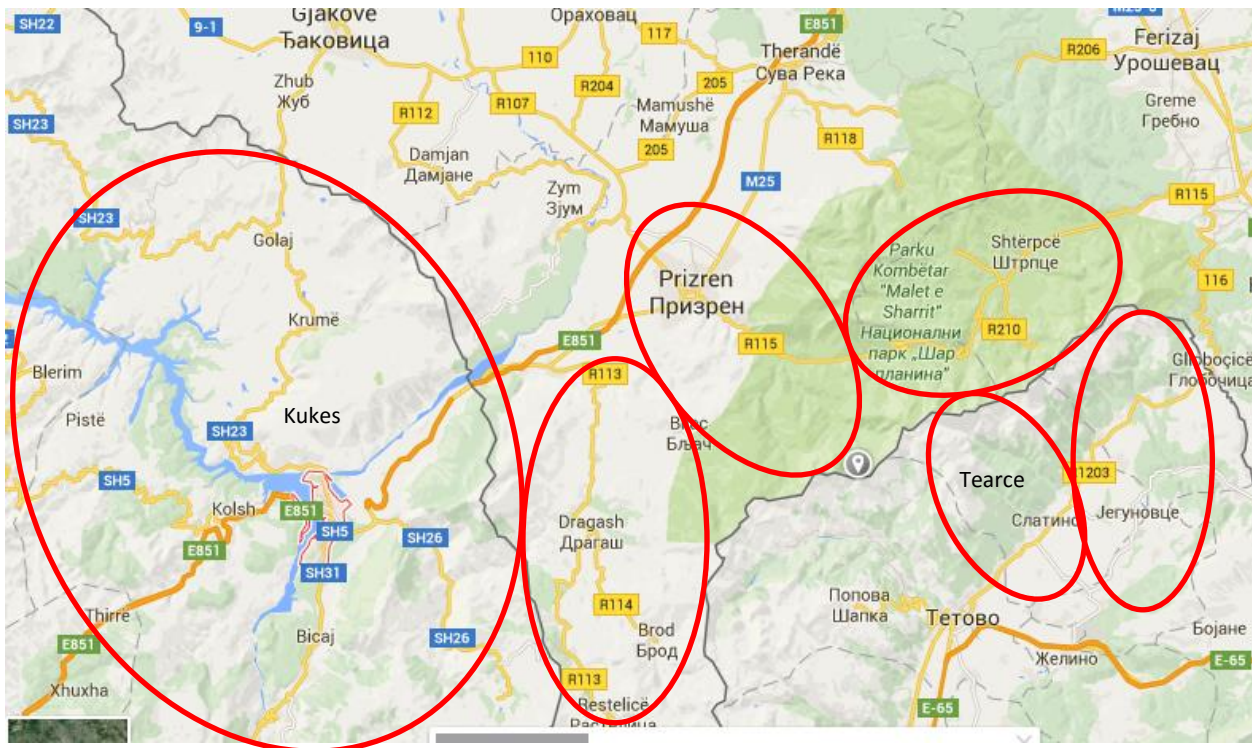 SH22
9-1
Gjakovë
Ђаковица
Ораховац
E851
117
110
R204
205
Therandë
Сува Река
R206
Ferizaj
Урошевац
Zhub
Жуб
R112
R107
Mamushë
Мамуша
Greme
Гребно
SH23
Damjan
Дамјане
205
R118
Zym
Зјум
M25
R115
SH23
Golaj
Shtërpcë
Штрпце
Parku
Kombëtar
"Malet e
Sharrit"
Национални
парк „Шар
планина"
Prizren
Призрен
116
Krumë
R210
E851
R115
Blerim
R113
Globoçicë
Глобочица
Pistë
Kukes
SH23
Бљач
SH5
Tearce
R1203
Kolsh
E851
Dragash
Драгаш
Слатино
Јегуновце
SH5
SH26
E851
SH31
Попова
Шапка
R114
Thirrë
Тетово
Brod
Брод
Бојане
Bicaj
SH26
E851
Желино
E-65
R113
Xhuxha
Restelicë
E-65